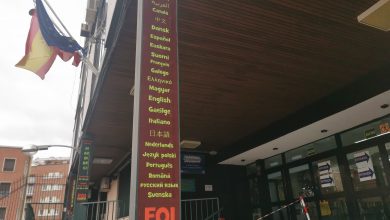 العربية
Català
中文
Dansk
Español
Euskara
Suomi
Français
Galego
Ελληνικά
Magyar
English
Gaeilge
Italiano
日本語
Nederlands
Język polski
Português
Română
РУССКИЙ ЯЗЫК
Svenska
EOI